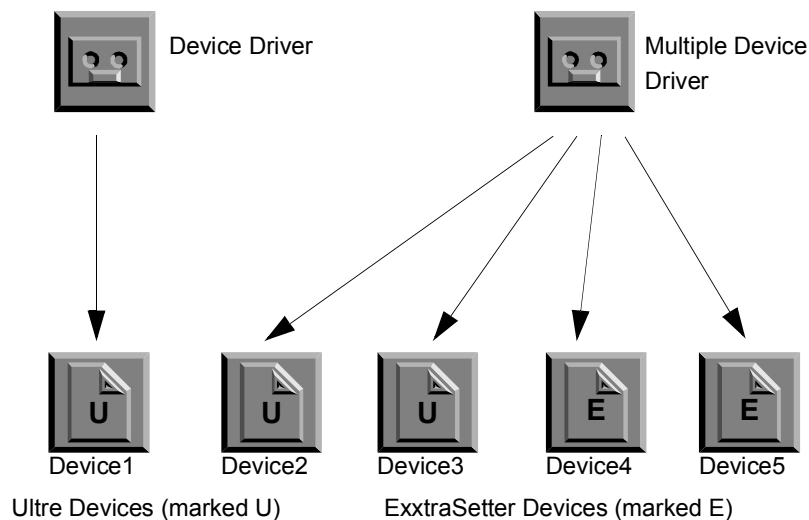 Device Driver
Multiple Device
Driver
U
U
U
E
E
Device1
Device2
Device3
Device4
Device5
Ultre Devices (marked U)
ExxtraSetter Devices (marked E)